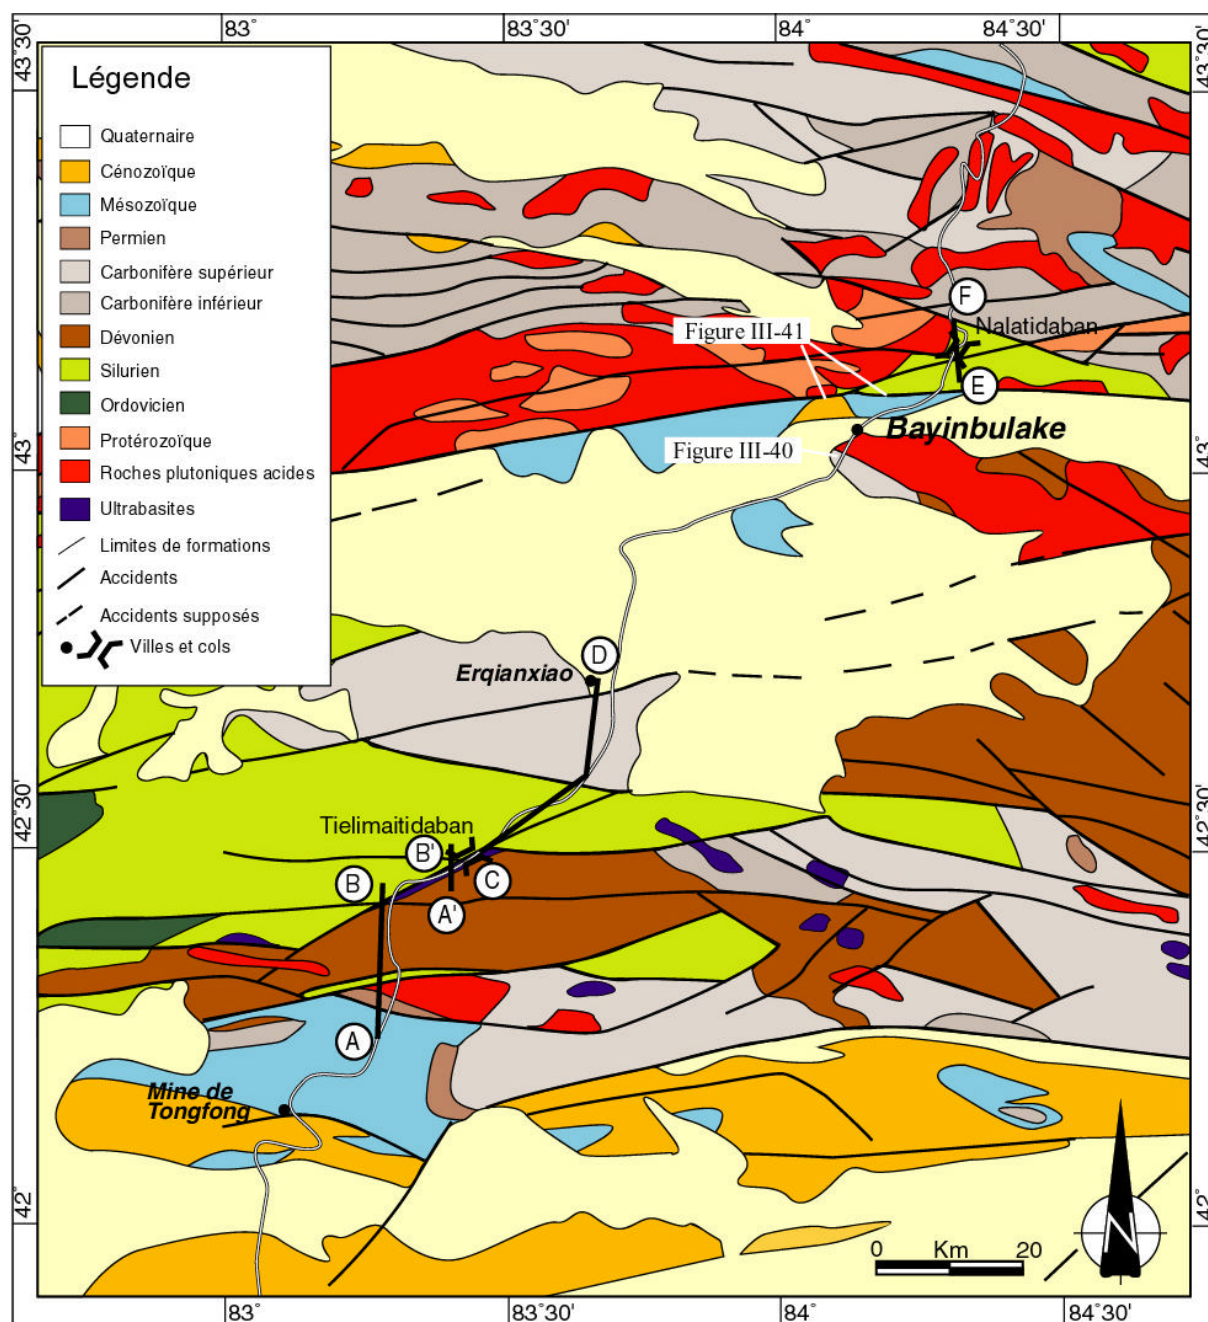 83°
83°30'
84°
84°30'
43°30'
43°30'
Légende
Quaternaire
Cénozoïque
Mésozoïque
Permien
Carbonifère supérieur
Carbonifère inférieur
Dévonien
Silurien
Ordovicien
Protérozoïque
Roches plutoniques acides
Ultrabasites
Limites de formations
Accidents
Accidents supposés
Villes et cols
F
Nalatidaban
Figure III-41
E
Bayinbulake
Figure III-40
43°
43°
D
Erqianxiao
42°30'
42°30'
Tielimaitidaban
B'
B
C
A'
A
Mine de
Tongfong
42°
42°
N
0 Km 20
83°
83°30'
84°
84°30'